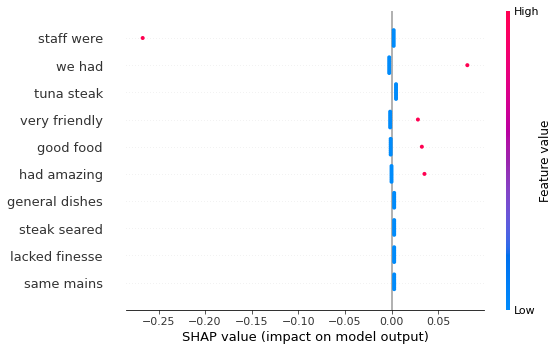 High
staff were
we had
tuna steak
very friendly
good food
had amazing
general dishes
steak seared
lacked finesse
same mains
Feature value
Low
−0.25 −0.20 −0.15 −0.10 −0.05 0.00 0.05
SHAP value (impact on model output)